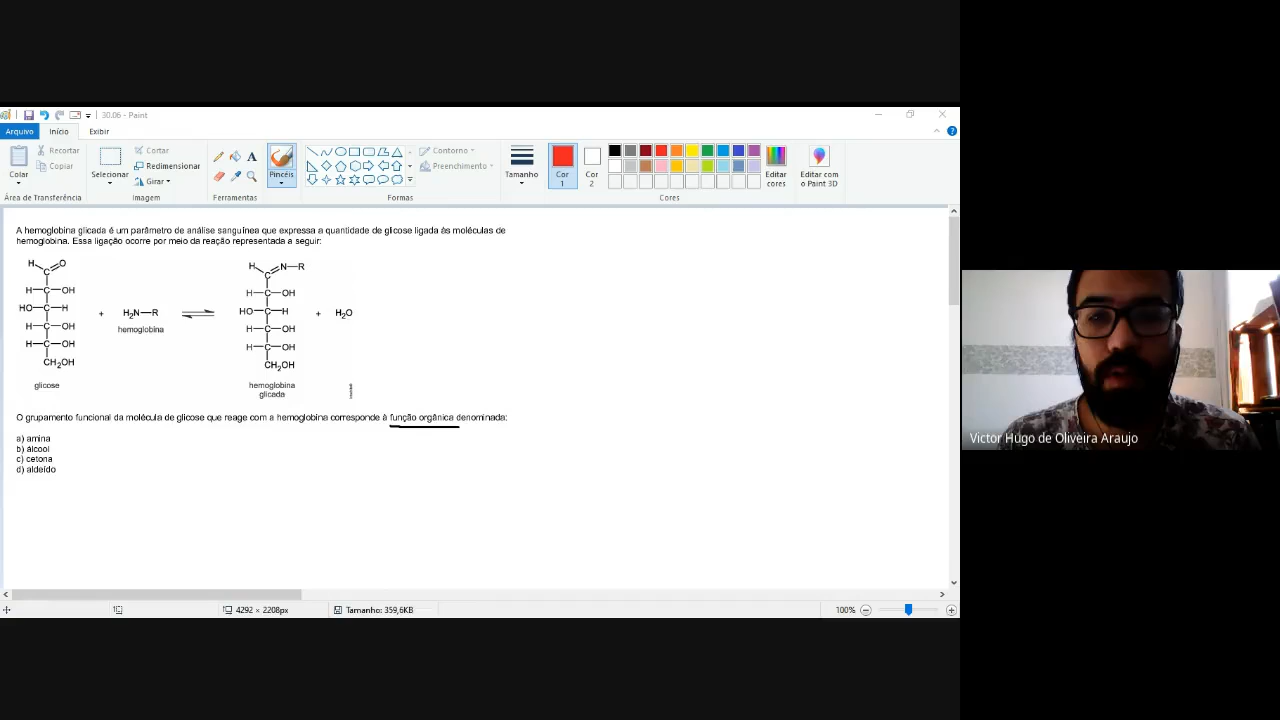 30.06 - Paint
Arquivo Início Exibir
Colar
Recortar
Copiar
Área de Transferência
Selecionar
Cortar
Redimensionar
Girar
Imagem
A
Ferramentas
Pincéis
Contorno
Preenchimento
Formas
Tamanho
Cor 1
Cor 2
Cores
Editar cores
Editar com o Paint 3D
A hemoglobina glicada é um parâmetro de análise sanguínea que expressa a quantidade de glicose ligada às moléculas de
hemoglobina. Essa ligação ocorre por meio da reação representada a seguir:
H O
C
H—C—OH
HO—C—H
H—C—OH
H—C—OH
CH₂OH
glicose
+
H₂N—R
hemoglobina
H N—R
C
H—C—OH
HO—C—H
H—C—OH
H—C—OH
CH₂OH
hemoglobina
glicada
+ H₂O
O grupamento funcional da molécula de glicose que reage com a hemoglobina corresponde à função orgânica denominada:
a) amina
b) álcool
c) cetona
d) aldeído
4292 × 2208px
Tamanho: 359,6KB
100%
Victor Hugo de Oliveira Araujo